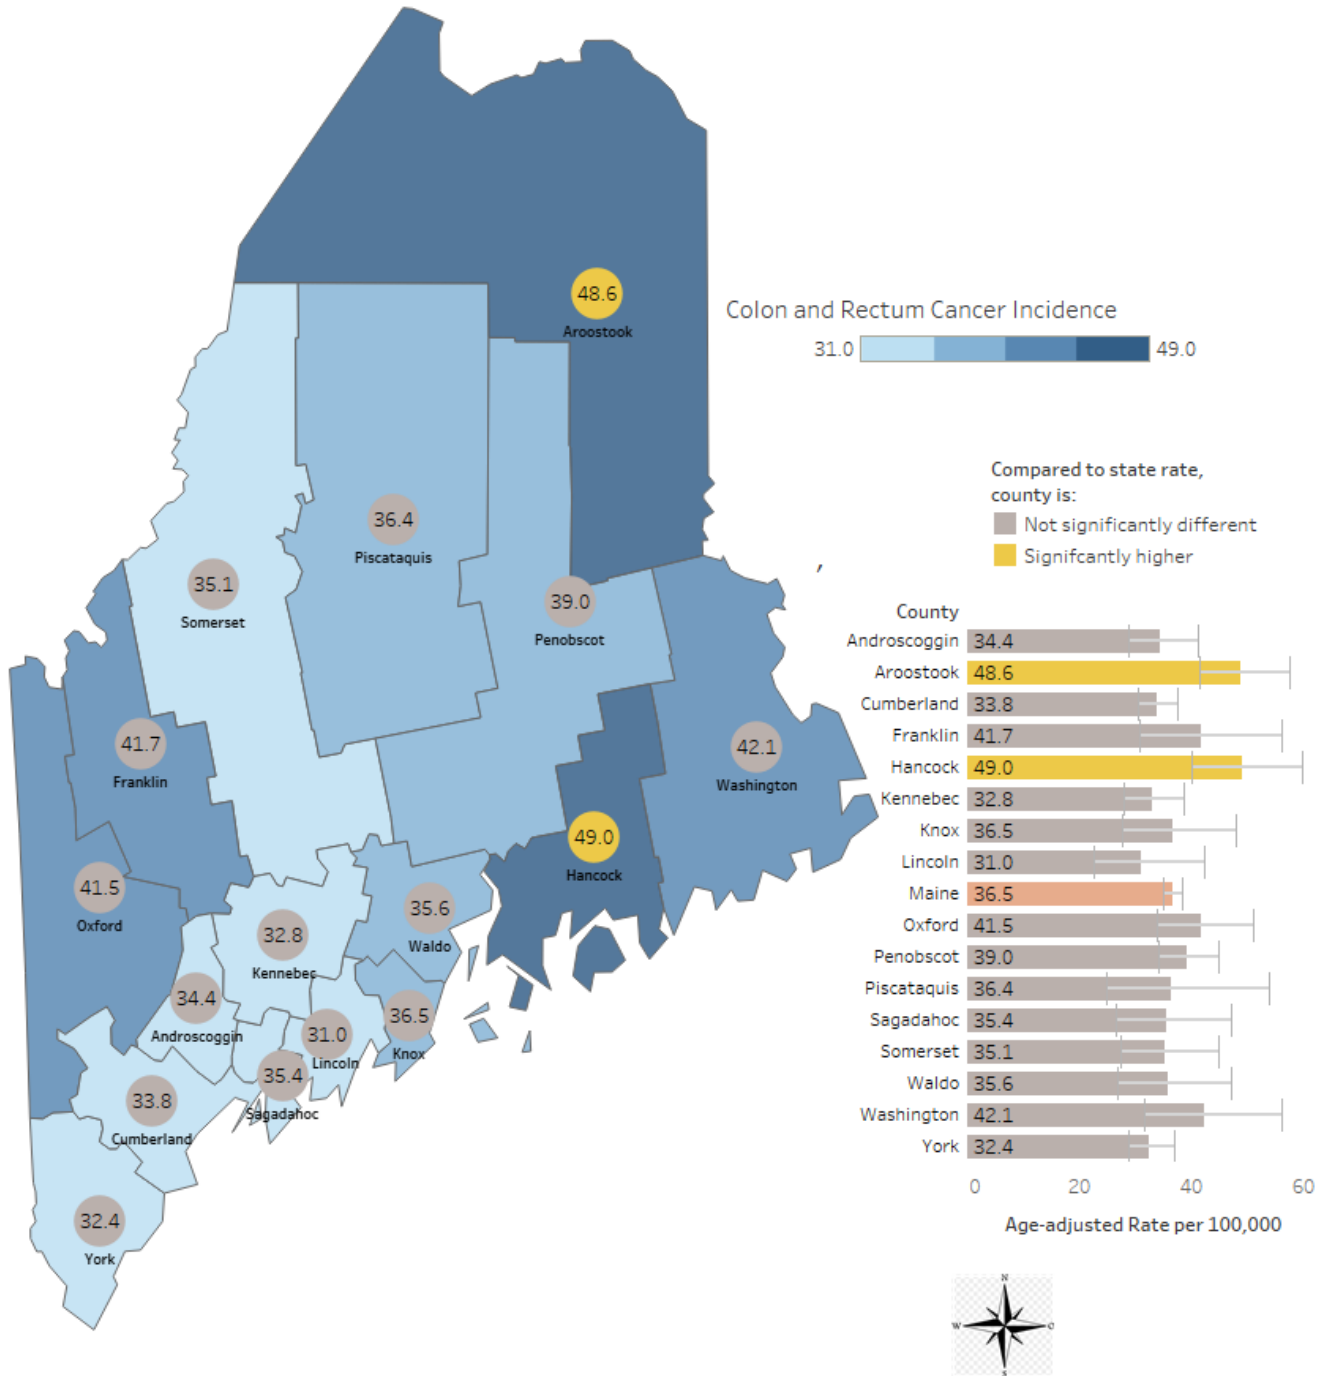 48.6
Aroostook
Colon and Rectum Cancer Incidence
31.0 49.0
Compared to state rate,
county is:
Not significantly different
Signifcantly higher
36.4
Piscataquis
35.1
Somerset
39.0
Penobscot
,
41.7
Franklin
42.1
Washington
49.0
Hancock
41.5
Oxford
35.6
Waldo
32.8
Kennebec
34.4
Androscoggin
36.5
Knox
31.0
Lincoln
35.4
Sagadahoc
33.8
Cumberland
32.4
York
County
Androscoggin 34.4
Aroostook 48.6
Cumberland 33.8
Franklin 41.7
Hancock 49.0
Kennebec 32.8
Knox 36.5
Lincoln 31.0
Maine 36.5
Oxford 41.5
Penobscot 39.0
Piscataquis 36.4
Sagadahoc 35.4
Somerset 35.1
Waldo 35.6
Washington 42.1
York 32.4
0 20 40 60
Age-adjusted Rate per 100,000
N
W O
S